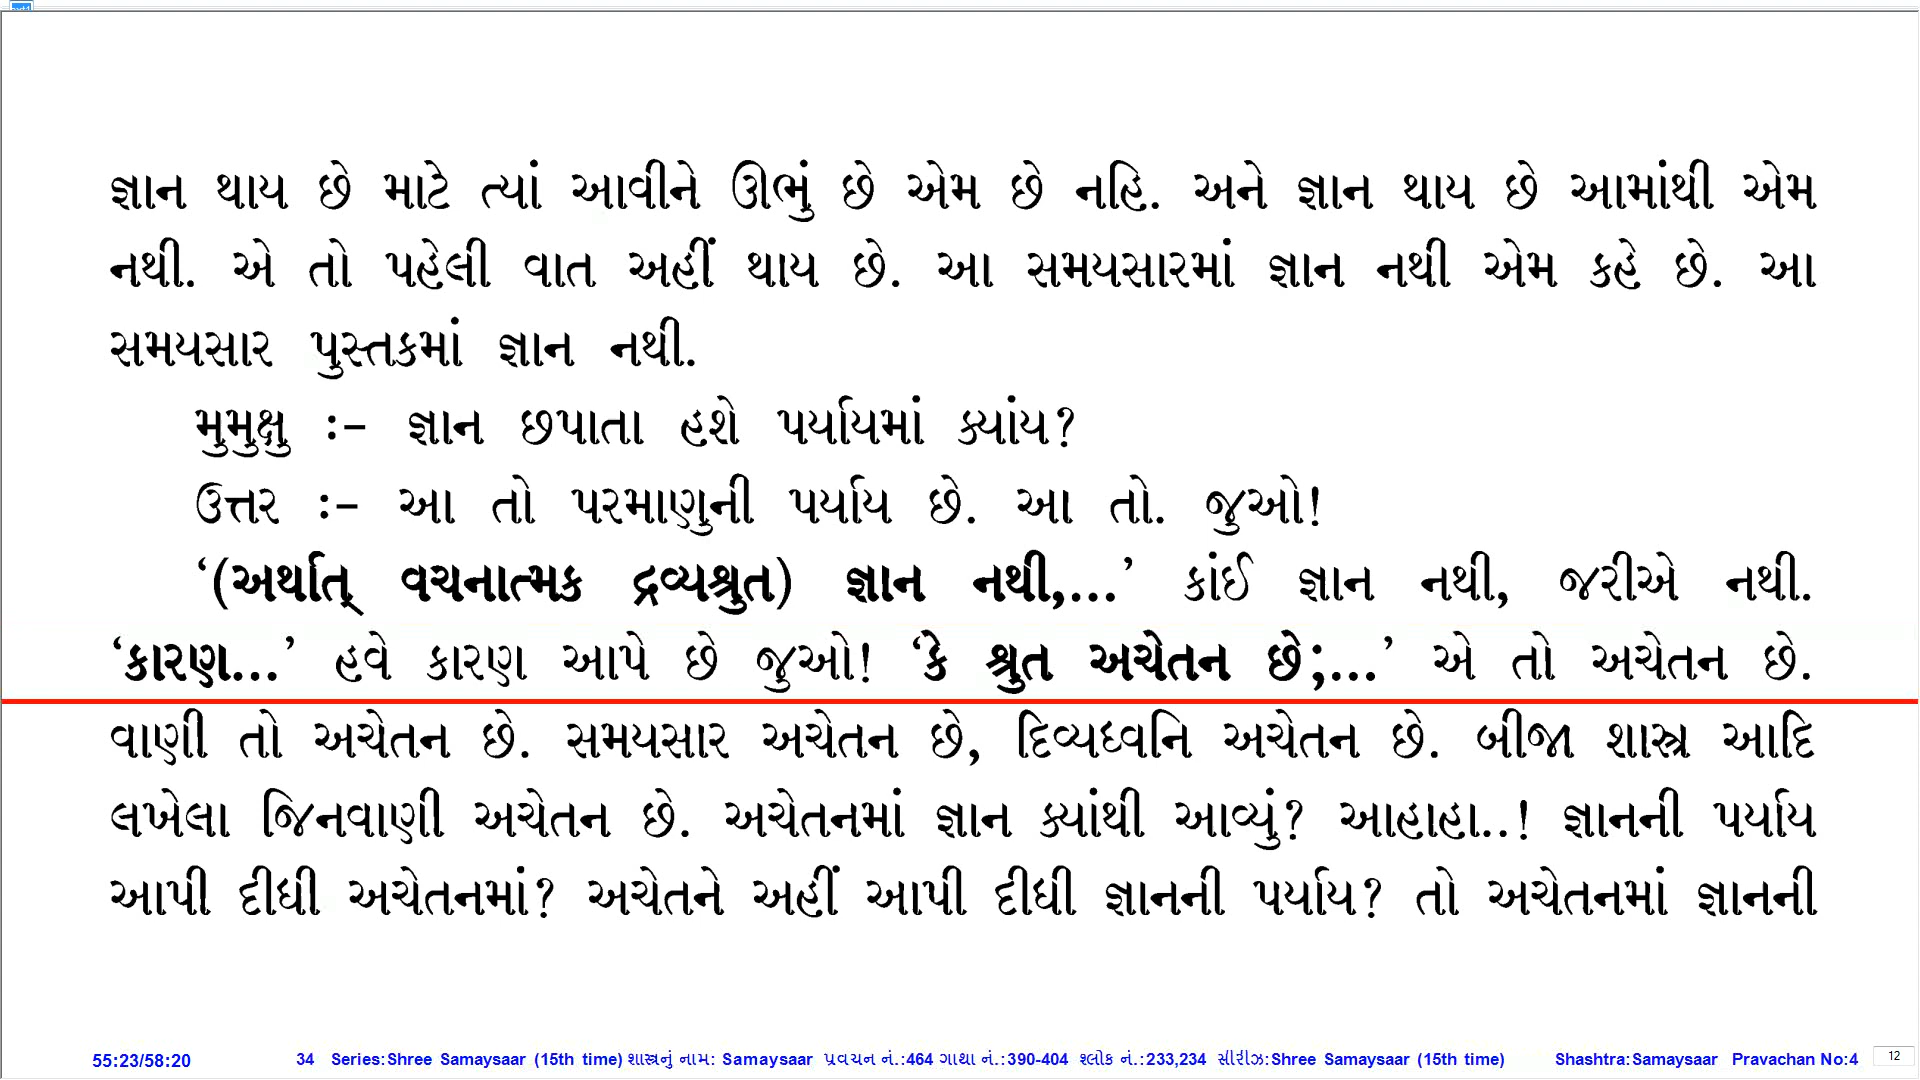 જ્ઞાન થાય છે માટે ત્યાં આવીને ઊભું છે એમ છે નહિ. અને જ્ઞાન થાય છે આમાંથી એમ
નથી. એ તો પહેલી વાત અહીં થાય છે. આ સમયસારમાં જ્ઞાન નથી એમ કહે છે. આ
સમયસાર પુસ્તકમાં જ્ઞાન નથી.
મુમુક્ષુ :– જ્ઞાન છપાતા હશે પર્યાયમાં ક્યાંય?
ઉત્તર :– આ તો પરમાણુની પર્યાય છે. આ તો. જુઓ!
‘(અર્થાત્ વચનાત્મક દ્રવ્યશ્રુત) જ્ઞાન નથી,...’ કાંઈ જ્ઞાન નથી, જરીએ નથી.
‘કારણ...’ હવે કારણ આપે છે જુઓ! ‘કે શ્રુત અચેતન છે;...’ એ તો અચેતન છે.
વાણી તો અચેતન છે. સમયસાર અચેતન છે, દિવ્યધ્વનિ અચેતન છે. બીજા શાસ્ત્ર આદિ
લખેલા જિનવાણી અચેતન છે. અચેતનમાં જ્ઞાન ક્યાંથી આવ્યું? આહાહા..! જ્ઞાનની પર્યાય
આપી દીધી અચેતનમાં? અચેતને અહીં આપી દીધી જ્ઞાનની પર્યાય? તો અચેતનમાં જ્ઞાનની
55:23/58:20 34 Series:Shree Samaysaar (15th time) શાસ્ત્રનું નામ: Samaysaar પ્રવચન નં.:464 ગાથા નં.:390-404 શ્લોક નં.:233,234 સીરીઝ:Shree Samaysaar (15th time) Shashtra:Samaysaar Pravachan No:4 12